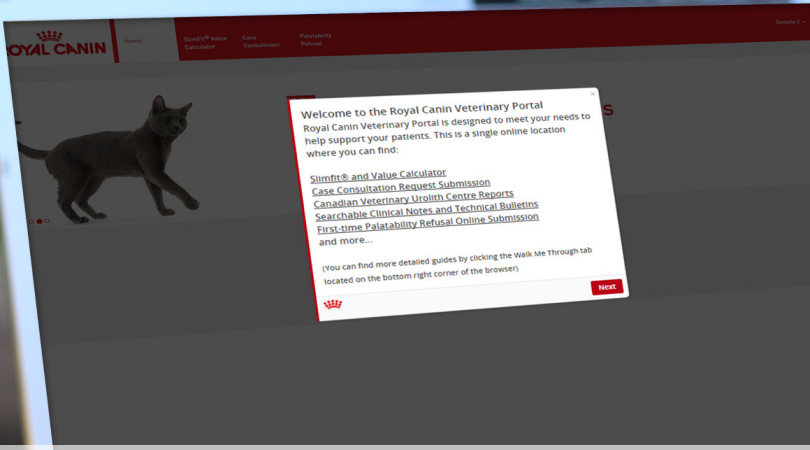 ROYAL CANIN
Home
SlimFit® Value
Calculator
Case
Consultation
Palatability
Refusal
Danielle S
Welcome to the Royal Canin Veterinary Portal
Royal Canin Veterinary Portal is designed to meet your needs to
help support your patients. This is a single online location
where you can find:
Slimfit® and Value Calculator
Case Consultation Request Submission
Canadian Veterinary Urolith Centre Reports
Searchable Clinical Notes and Technical Bulletins
First-time Palatability Refusal Online Submission
and more...
(You can find more detailed guides by clicking the Walk Me Through tab
located on the bottom right corner of the browser)
Next